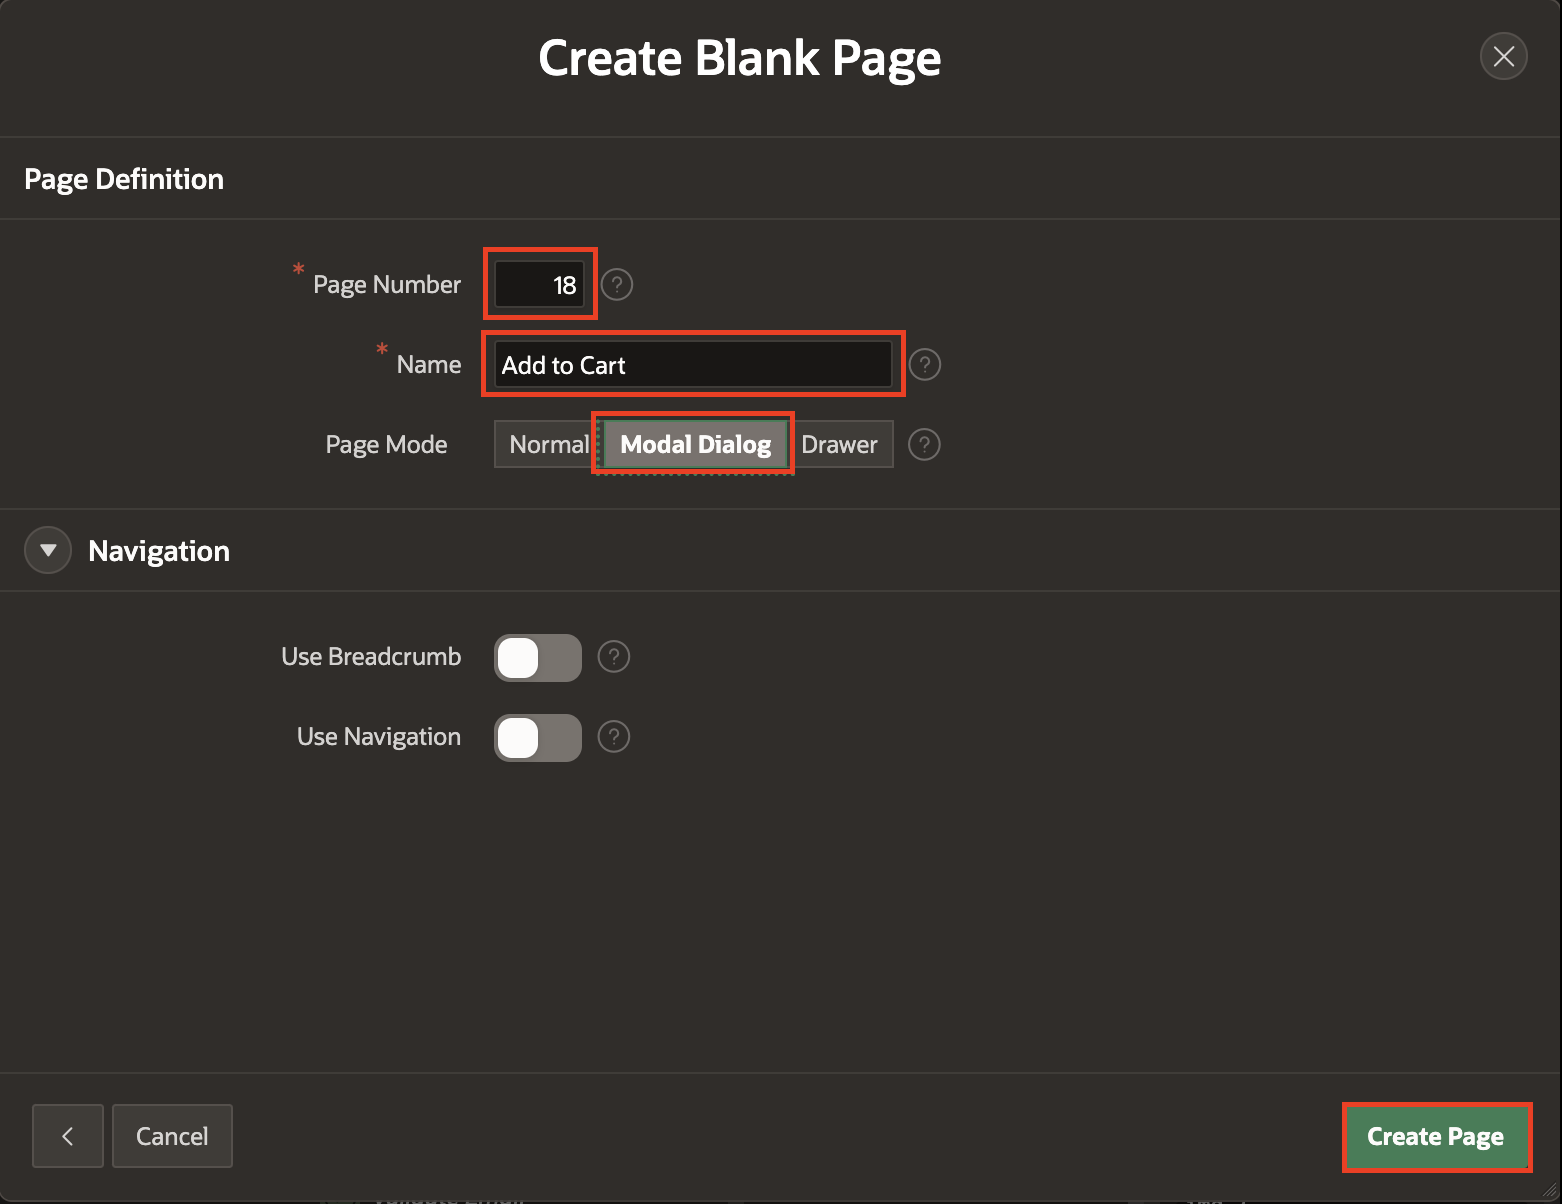 Create Blank Page
Page Definition
* Page Number 18 ?
* Name Add to Cart ?
Page Mode Normal Modal Dialog Drawer ?
Navigation
Use Breadcrumb ?
Use Navigation ?
Cancel Create Page